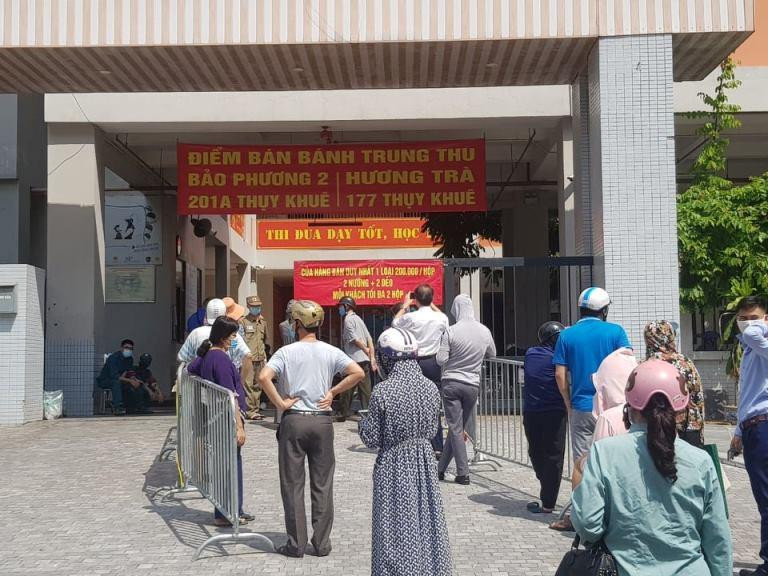 ĐIỂM BÁN BÁNH TRUNG THU
BẢO PHƯƠNG 2 | HƯƠNG TRÀ
201A THỤY KHUÊ | 177 THỤY KHUÊ
THI ĐUA DẠY TỐT, HỌC
CỬA HÀNG BÁN DUY NHẤT 1 LOẠI 200.000 / HỘP
2 NƯỚNG + 2 DẺO
MỖI KHÁCH TỐI ĐA 2 HỘP